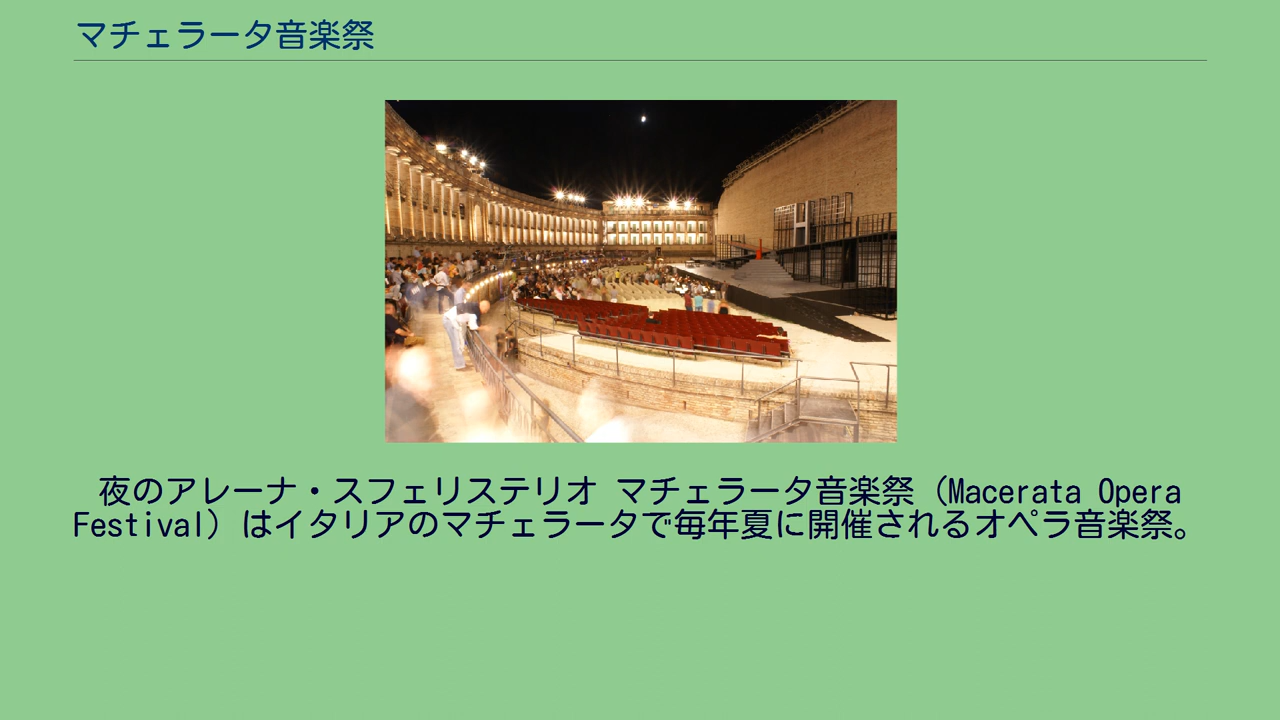 マチェラータ音楽祭
夜のアレーナ・スフェリステリオ マチェラータ音楽祭（Macerata Opera
Festival）はイタリアのマチェラータで毎年夏に開催されるオペラ音楽祭。